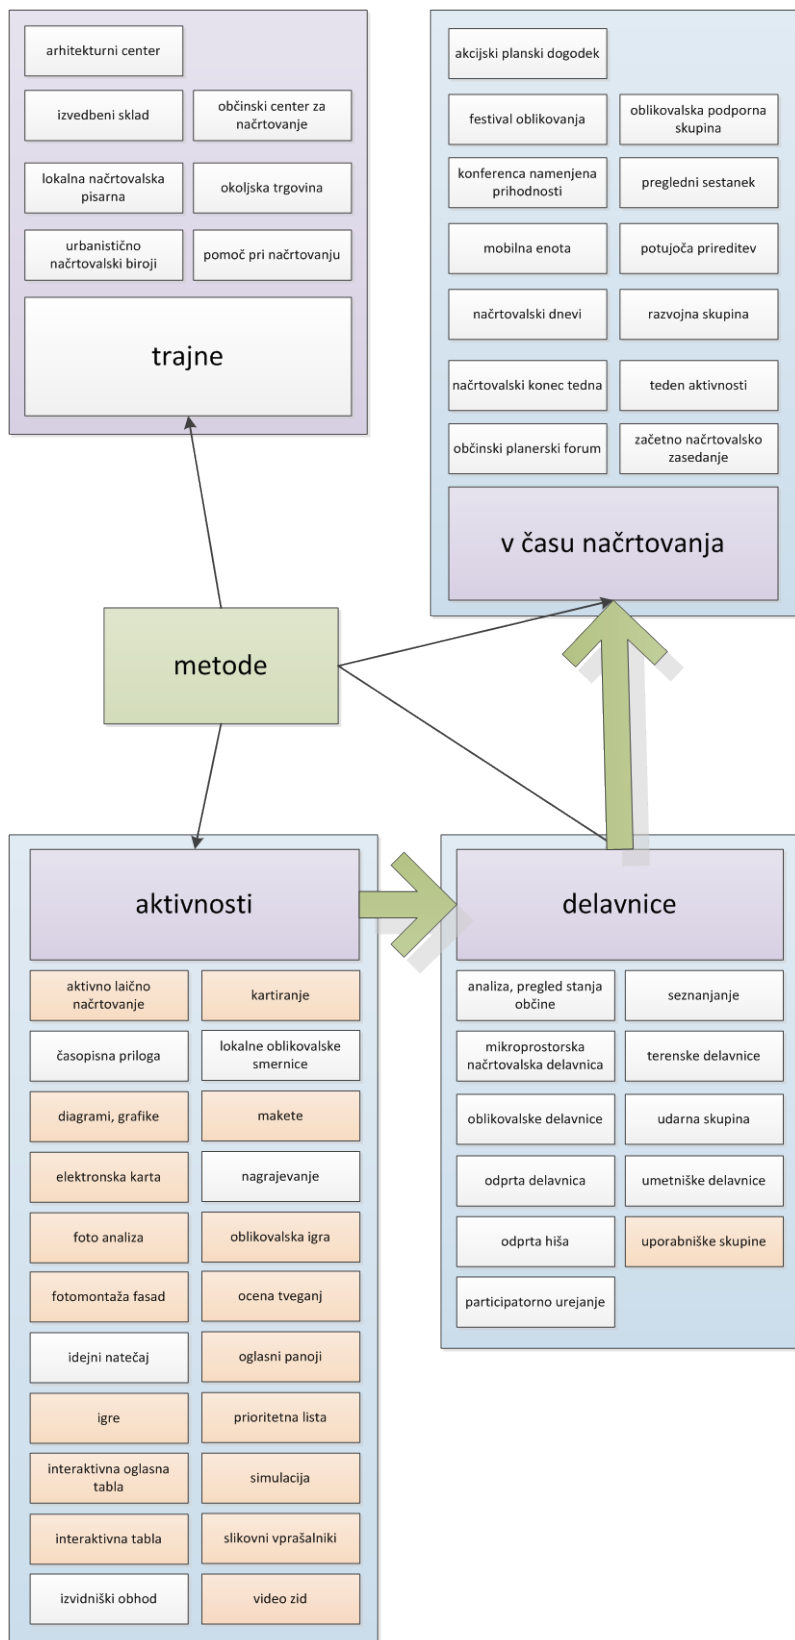 arhitekturni center
izvedbeni sklad
občinski center za
načrtovanje
lokalna načrtovalska
pisarna
okoljska trgovina
urbanistično
načrtovalski biroji
pomoč pri načrtovanju
trajne
akcijski planski dogodek
festival oblikovanja
oblikovalska podporna
skupina
konferenca namenjena
prihodnosti
pregledni sestanek
mobilna enota
potujoča prireditev
načrtovalski dnevi
razvojna skupina
načrtovalski konec tedna
teden aktivnosti
občinski planerski forum
začetno načrtovalsko
zasedanje
v času načrtovanja
metode
aktivnosti
aktivno laično
načrtovanje
kartiranje
časopisna priloga
lokalne oblikovalske
smernice
diagrami, grafike
makete
elektronska karta
nagrajevanje
foto analiza
oblikovalska igra
fotomontaža fasad
ocena tveganj
idejni natečaj
oglasni panoji
igre
prioritetna lista
interaktivna oglasna
tabla
simulacija
interaktivna tabla
slikovni vprašalniki
izvidniški obhod
video zid
delavnice
analiza, pregled stanja
občine
seznanjanje
mikroprostorska
načrtovalska delavnica
terenske delavnice
oblikovalske delavnice
udarna skupina
odprta delavnica
umetniške delavnice
odprta hiša
uporabniške skupine
participatorno urejanje